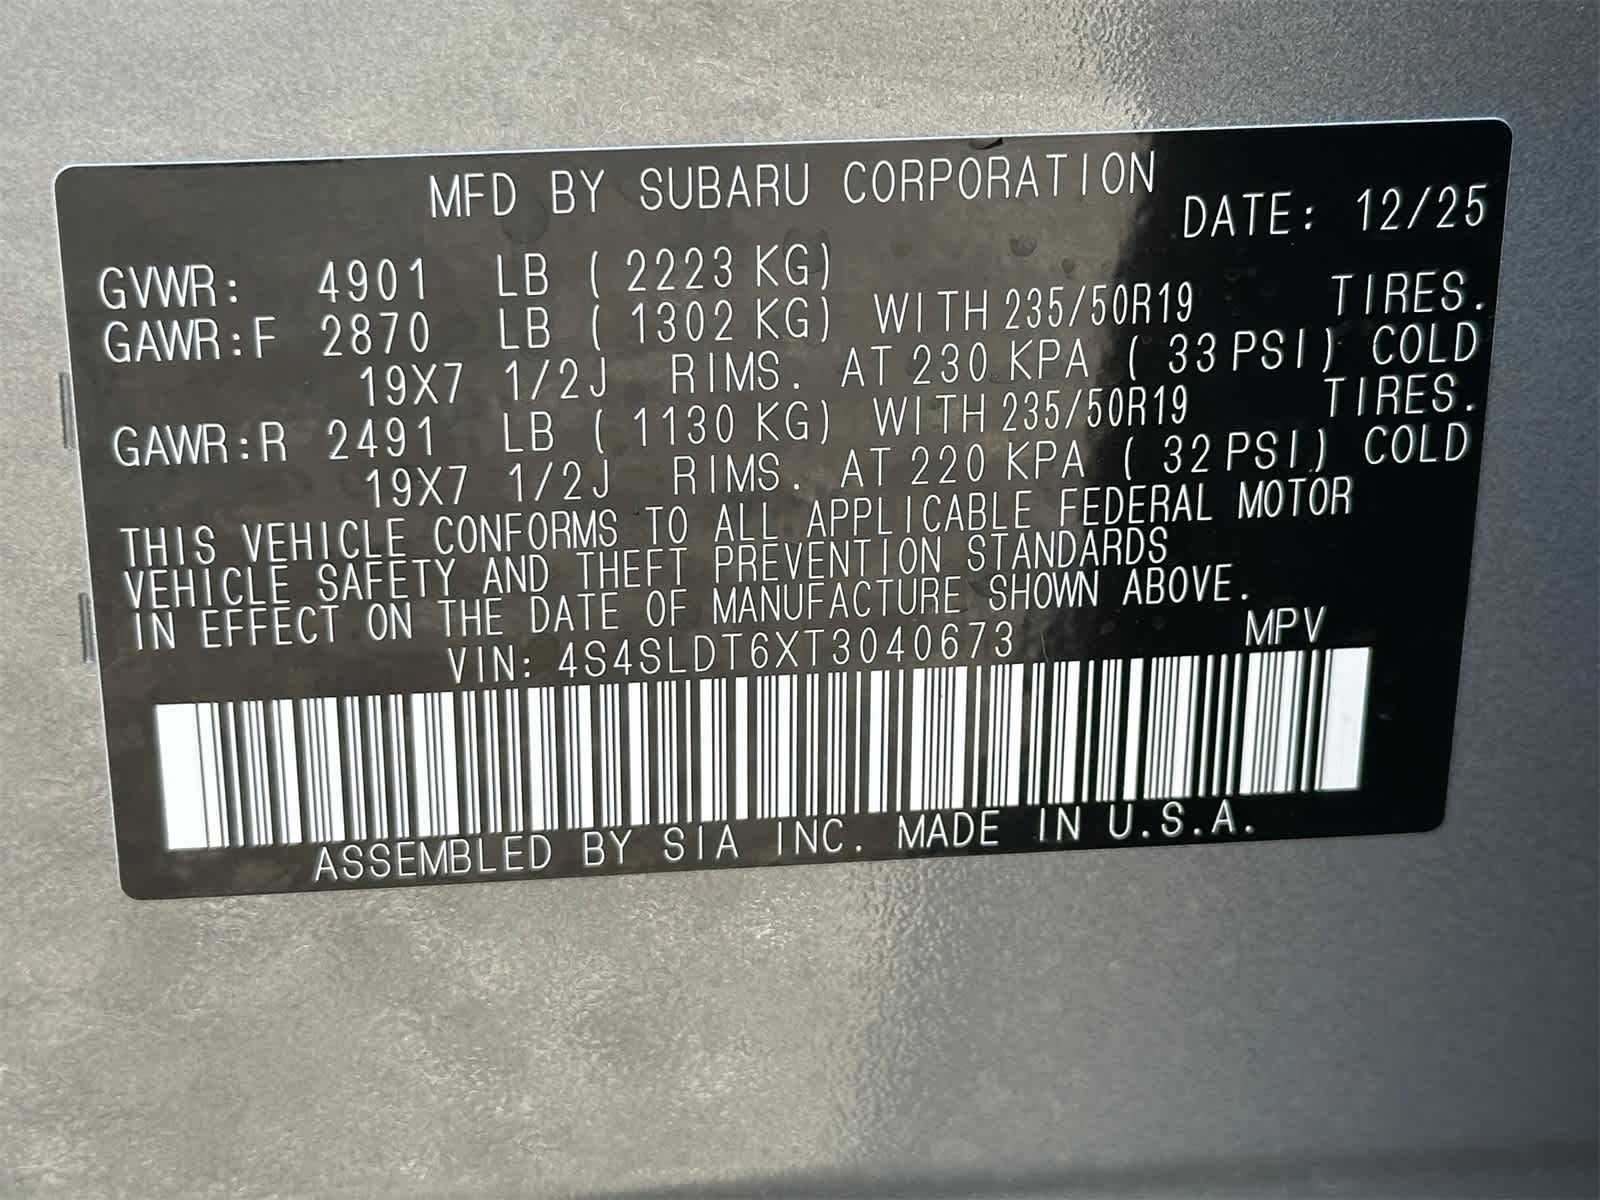 MFD BY SUBARU CORPORATION
DATE: 12/25
GVWR: 4901 LB ( 2223 KG)
GAWR:F 2870 LB ( 1302 KG) WITH 235/50R19 TIRES.
19X7 1/2J RIMS. AT 230 KPA ( 33 PSI) COLD
GAWR:R 2491 LB ( 1130 KG) WITH 235/50R19 TIRES.
19X7 1/2J RIMS. AT 220 KPA ( 32 PSI) COLD
THIS VEHICLE CONFORMS TO ALL APPLICABLE FEDERAL MOTOR
VEHICLE SAFETY AND THEFT PREVENTION STANDARDS
IN EFFECT ON THE DATE OF MANUFACTURE SHOWN ABOVE.
VIN: 4S4SLDT6XT3040673 MPV
ASSEMBLED BY SIA INC. MADE IN U.S.A.